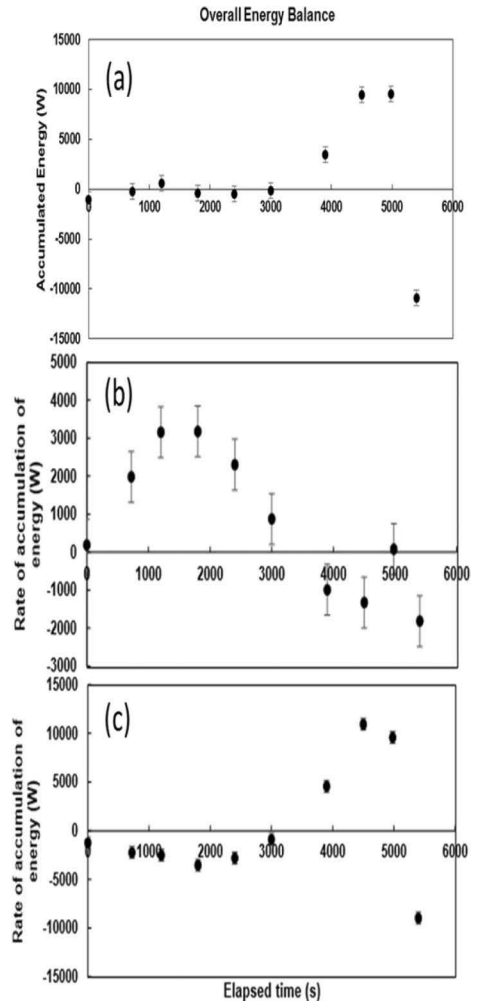 Overall Energy Balance
(a)
Accumulated Energy (W)
15000
10000
5000
0
-5000
-10000
-15000
0 1000 2000 3000 4000 5000 6000
(b)
Rate of accumulation of
energy (W)
5000
4000
3000
2000
1000
0
-1000
-2000
-3000
0 1000 2000 3000 4000 5000 6000
(c)
Rate of accumulation of
energy (W)
15000
10000
5000
0
-5000
-10000
-15000
0 1000 2000 3000 4000 5000 6000
Elapsed time (s)